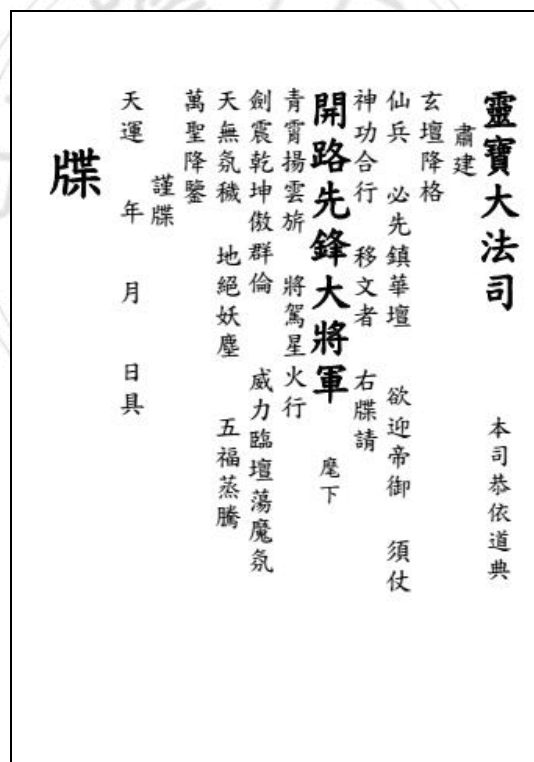 靈寶大法司 本司恭依道典
肅建
玄壇降格
仙兵 必先鎮華壇 欲迎帝御 須仗
神功合行 移文者 右牒請
開路先鋒大將軍 麾下
青霄揚雲旂 將駕星火行
劍震乾坤傲群倫 威力臨壇蕩魔氛
天無氛穢 地絕妖塵 五福蒸騰
萬聖降鑒
謹牒
天運 年 月 日具
牒